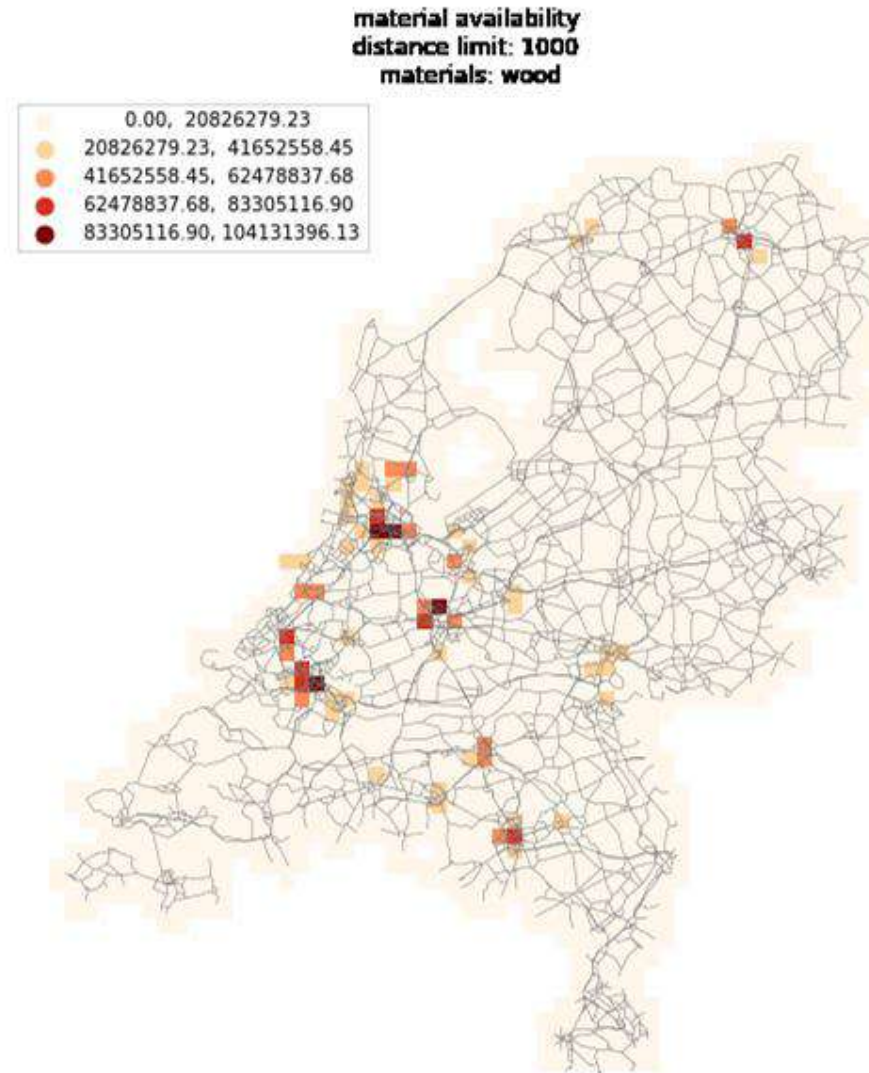 material availability
distance limit: 1000
materials: wood
0.00, 20826279.23
20826279.23, 41652558.45
41652558.45, 62478837.68
62478837.68, 83305116.90
83305116.90, 104131396.13